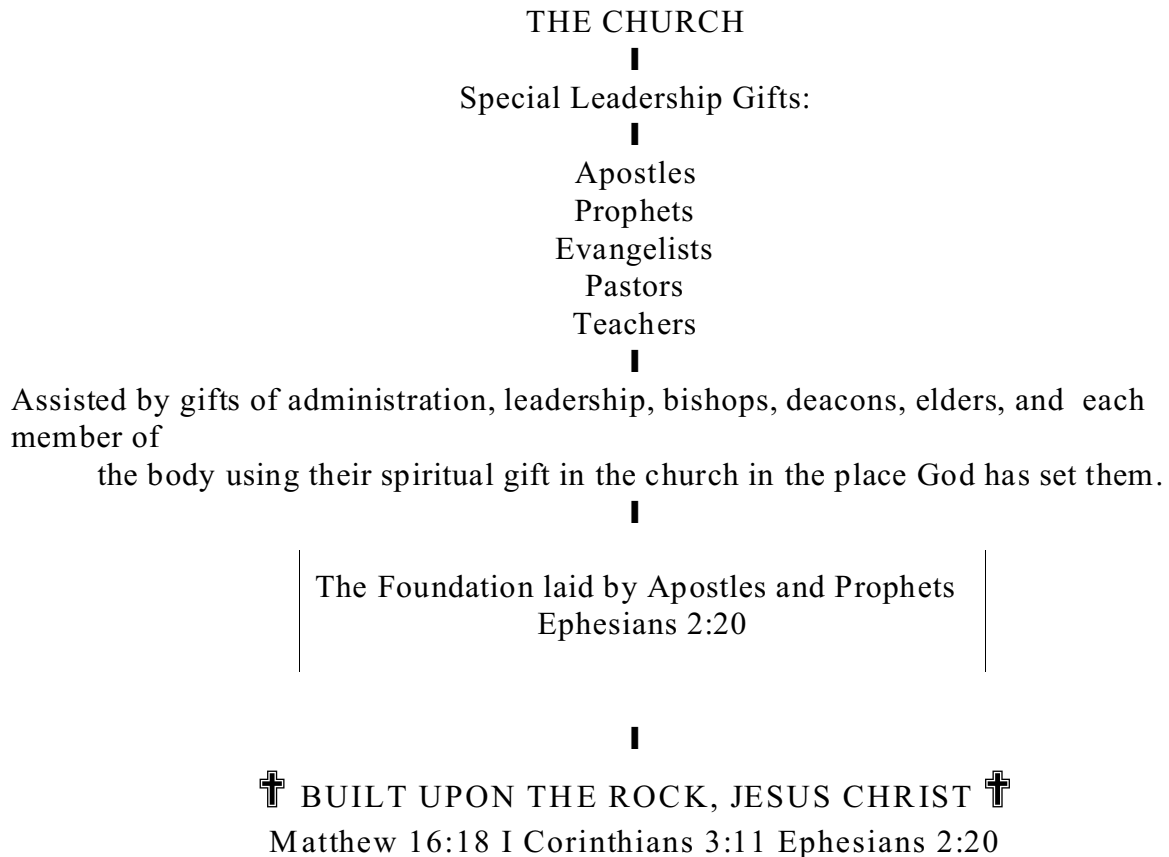 THE CHURCH
Special Leadership Gifts:
Apostles
Prophets
Evangelists
Pastors
Teachers
Assisted by gifts of administration, leadership, bishops, deacons, elders, and each
member of
the body using their spiritual gift in the church in the place God has set them.
The Foundation laid by Apostles and Prophets
Ephesians 2:20
✝ BUILT UPON THE ROCK, JESUS CHRIST ✝
Matthew 16:18 I Corinthians 3:11 Ephesians 2:20